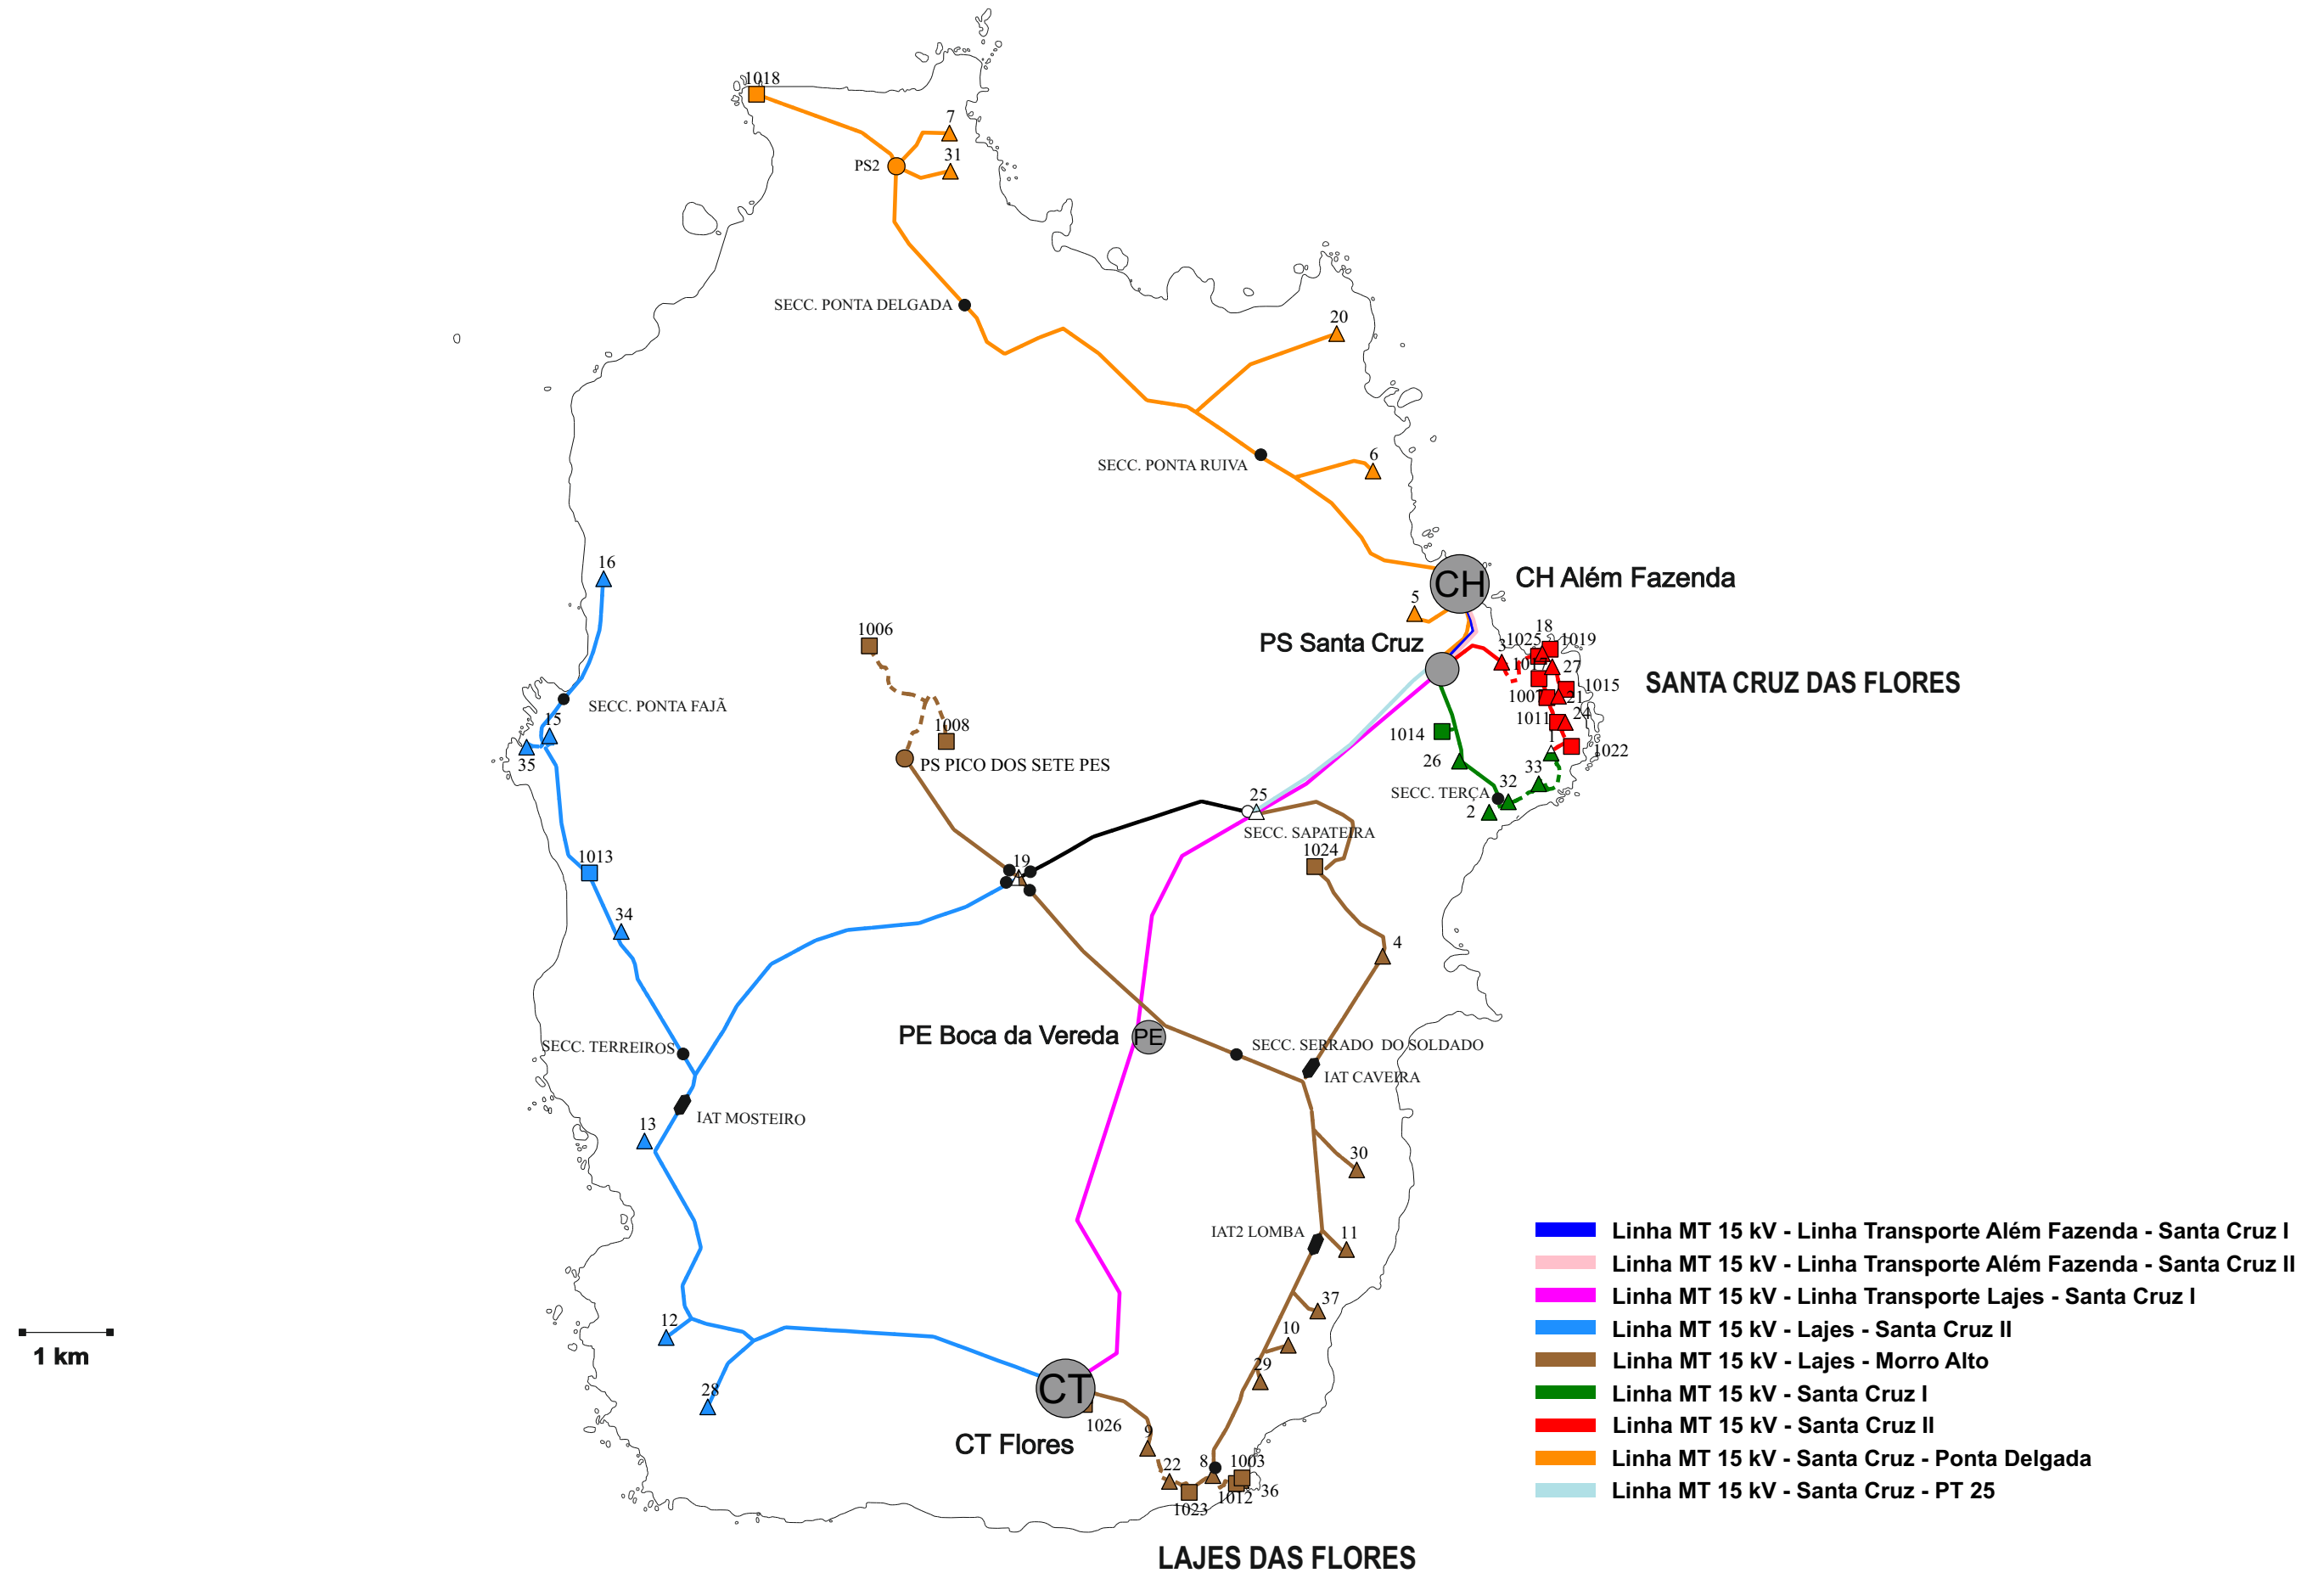 1018
7
31
PS2
SECC. PONTA DELGADA
20
SECC. PONTA RUIVA
6
16
CH
CH Além Fazenda
5
1006
PS Santa Cruz
18
3
1025
1019
27
SANTA CRUZ DAS FLORES
1015
1007
21
SECC. PONTA FAJÃ
15
35
1008
1014
1011
24
1
1022
PS PICO DOS SETE PES
26
33
32
SECC. TERÇA
2
25
SECC. SAPATEIRA
1024
1013
19
34
4
PE Boca da Vereda
PE
SECC. SERRADO DO SOLDADO
SECC. TERREIROS
IAT CAVEIRA
IAT MOSTEIRO
13
30
IAT2 LOMBA
11
37
12
10
29
28
CT
1026
CT Flores
9
22
8
1003
36
1012
1023
LAJES DAS FLORES
1 km
Linha MT 15 kV - Linha Transporte Além Fazenda - Santa Cruz I
Linha MT 15 kV - Linha Transporte Além Fazenda - Santa Cruz II
Linha MT 15 kV - Linha Transporte Lajes - Santa Cruz I
Linha MT 15 kV - Lajes - Santa Cruz II
Linha MT 15 kV - Lajes - Morro Alto
Linha MT 15 kV - Santa Cruz I
Linha MT 15 kV - Santa Cruz II
Linha MT 15 kV - Santa Cruz - Ponta Delgada
Linha MT 15 kV - Santa Cruz - PT 25